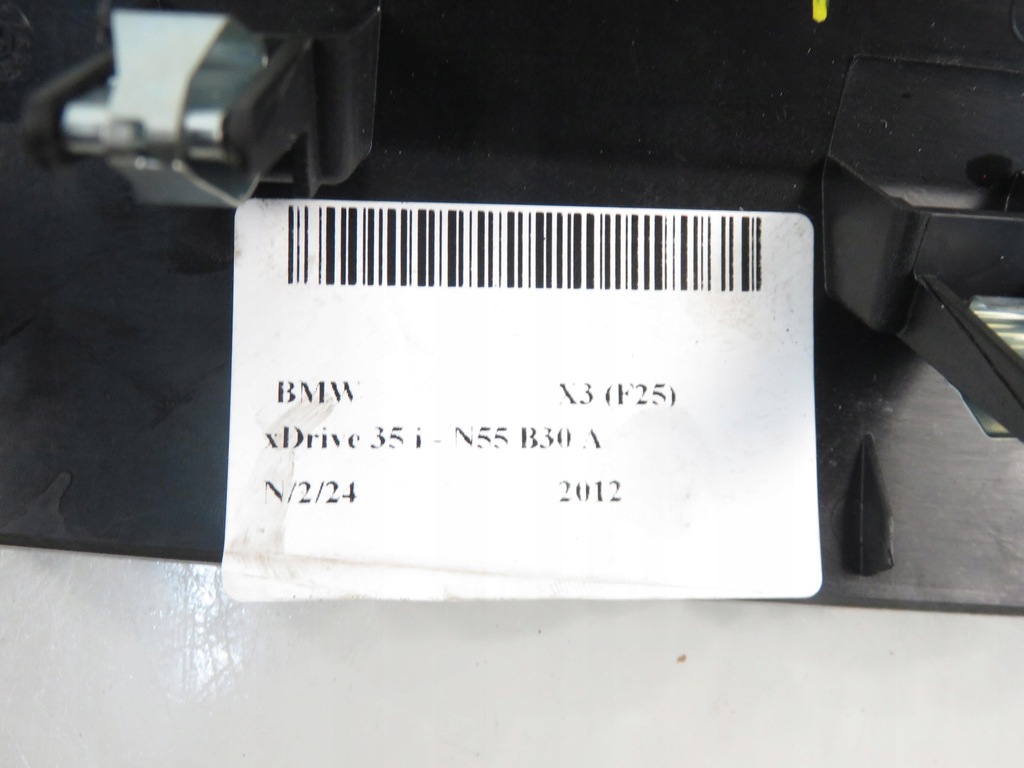 BMW X3 (F25)
xDrive 35 i - N55 B30 A
N/2/24 2012